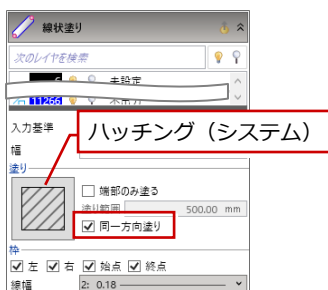 線状塗り
次のレイヤを検索
11266
入力基準
ハッチング（システム）
幅
塗り
端部のみ塗る
塗り範囲 500.00 mm
同一方向塗り
枠
左 右 始点 終点
線幅 2: 0.18